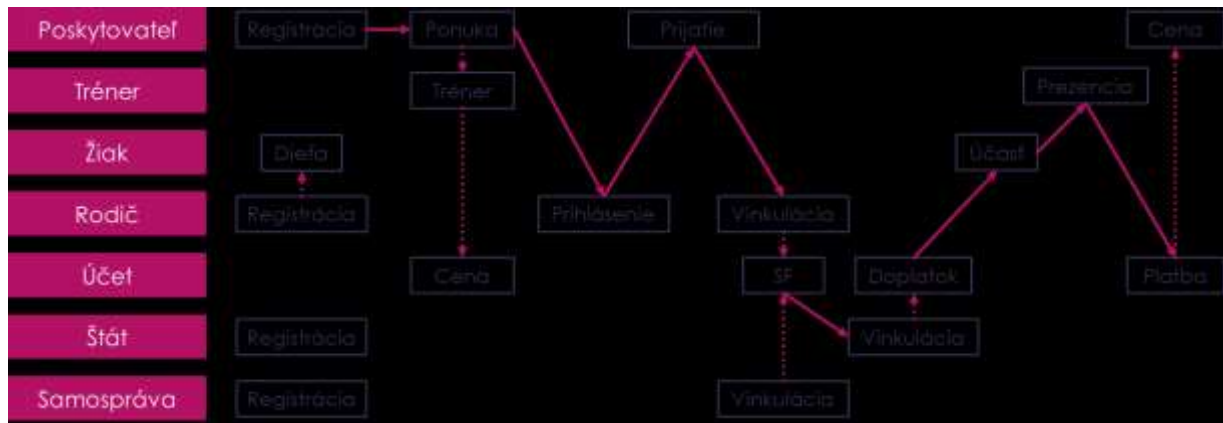 Poskytovateľ Registrácia Ponuka Prijatie Cena
Tréner Tréner Prezencia
Žiak Dieťa Účasť
Rodič Registrácia Prihlásenie Vinkulácia
Účet Cena SF Doplatok Platba
Štát Registrácia Vinkulácia
Samospráva Registrácia Vinkulácia